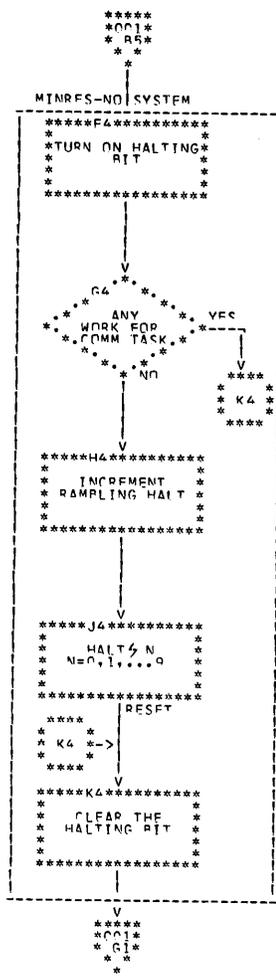 001
B5
MINRES-NO SYSTEM
F4
TURN ON HALTING
BIT
G4
ANY
WORK FOR
COMM TASK
YES
NO
K4
H4
INCREMENT
RAMPLING HALT
J4
HALT N
N=0,1,...9
RESET
K4
K4
CLEAR THE
HALTING BIT
001
G1